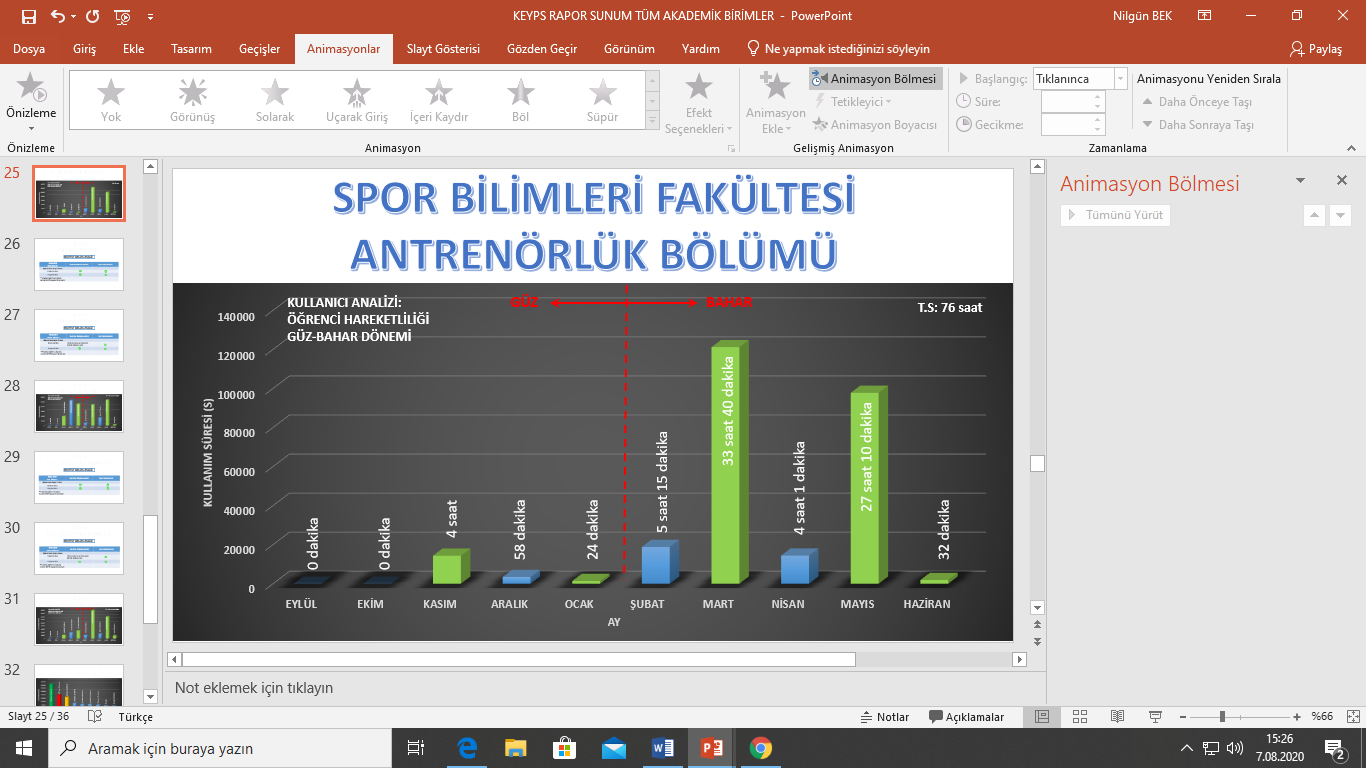 KEYPS RAPOR SUNUM TÜM AKADEMİK BİRİMLER - PowerPoint
Nilgün BEK
Dosya Giriş Ekle Tasarım Geçişler Animasyonlar Slayt Gösterisi Gözden Geçir Görünüm Yardım Ne yapmak istediğinizi söyleyin Paylaş
Önizleme
Yok Görünüş Solarak Uçarak Giriş İçeri Kaydır Böl Süpür
Efekt
Seçenekleri
Animasyon
Ekle
Animasyon Bölmesi
Tetikleyici
Animasyon Boyacısı
Başlangıç: Tıklanınca
Süre:
Gecikme:
Animasyonu Yeniden Sırala
Daha Önceye Taşı
Daha Sonraya Taşı
Önizleme Animasyon Gelişmiş Animasyon Zamanlama
25
26
27
28
29
30
31
32
SPOR BİLİMLERİ FAKÜLTESİ
ANTRENÖRLÜK BÖLÜMÜ
KULLANICI ANALİZİ:
ÖĞRENCİ HAREKETLİLİĞİ
GÜZ-BAHAR DÖNEMİ
GÜZ BAHAR
T.S: 76 saat
KULLANIM SÜRESİ (S)
140000
120000
100000
80000
60000
40000
20000
0
0 dakika
0 dakika
4 saat
58 dakika
24 dakika
5 saat 15 dakika
33 saat 40 dakika
4 saat 1 dakika
27 saat 10 dakika
32 dakika
EYLÜL EKİM KASIM ARALIK OCAK ŞUBAT MART NİSAN MAYIS HAZİRAN
AY
Animasyon Bölmesi
Tümünü Yürüt
Not eklemek için tıklayın
Slayt 25 / 36 Türkçe Notlar Açıklamalar %66
Aramak için buraya yazın
15:26
7.08.2020
2